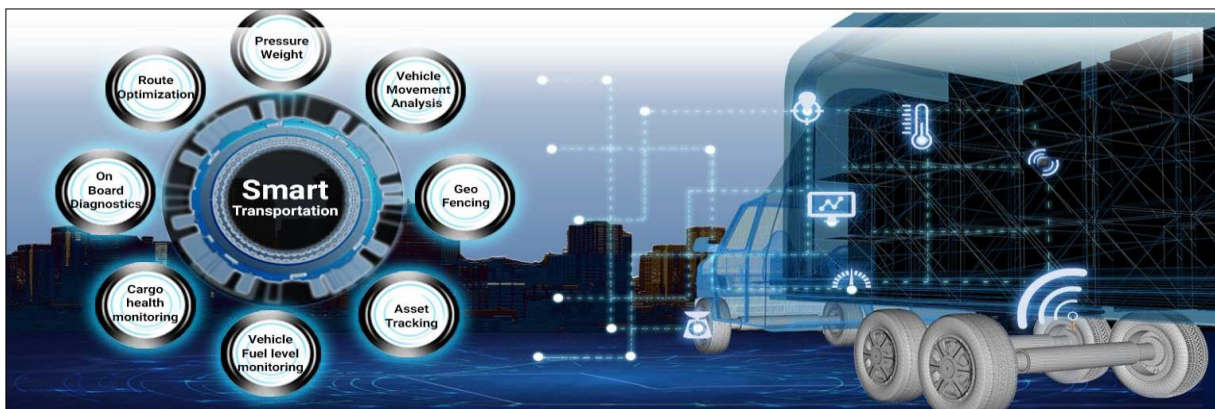 Pressure
Weight
Vehicle
Movement
Analysis
Geo
Fencing
Asset
Tracking
Vehicle
Fuel level
monitoring
Cargo
health
monitoring
On
Board
Diagnostics
Route
Optimization
Smart
Transportation